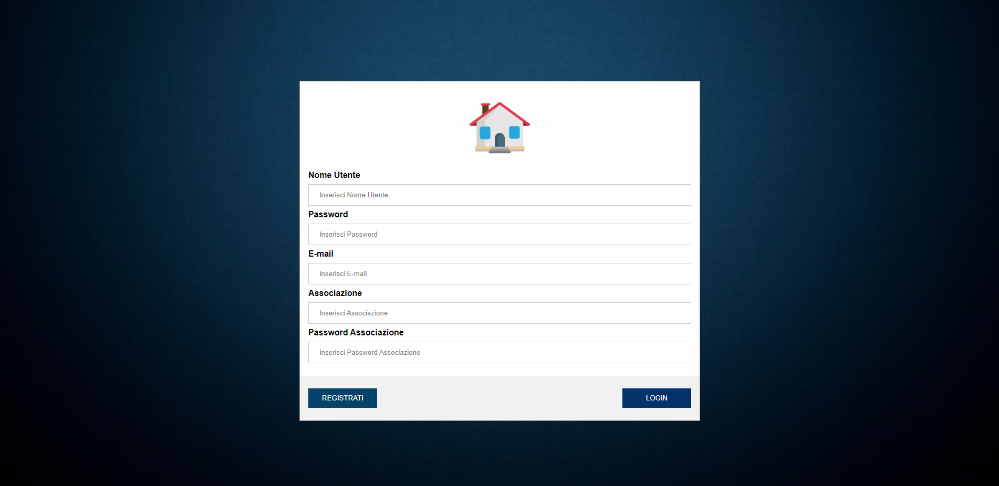 Nome Utente
Inserisci Nome Utente
Password
Inserisci Password
E-mail
Inserisci E-mail
Associazione
Inserisci Associazione
Password Associazione
Inserisci Password Associazione
REGISTRATI
LOGIN